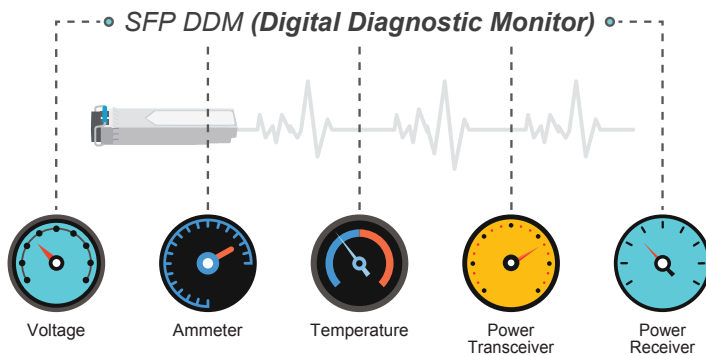 SFP DDM (Digital Diagnostic Monitor)
Voltage
Ammeter
Temperature
Power
Transceiver
Power
Receiver